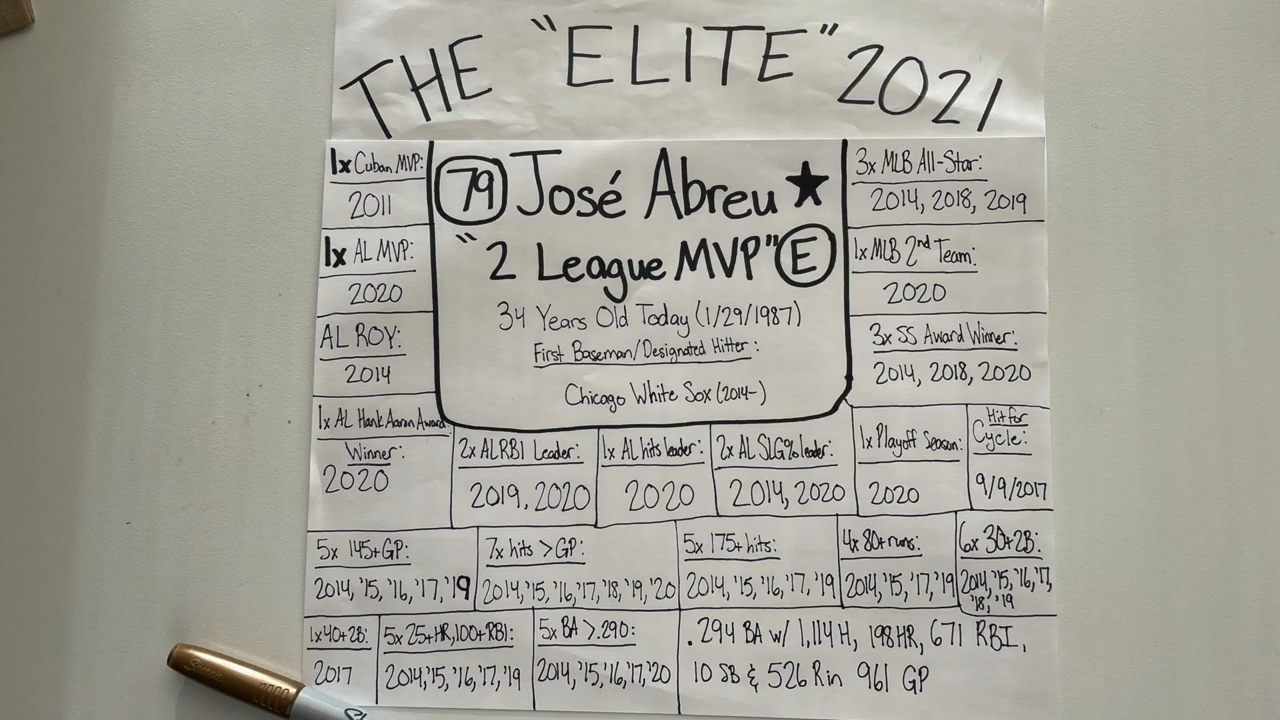 THE "ELITE" 2021
1x Cuban MVP:
2011
1x AL MVP:
2020
AL ROY:
2014
1x AL Hank Aaron Award
Winner:
2020
79 José Abreu ★
"2 League MVP" E
34 Years Old Today (1/29/1987)
First Baseman/Designated Hitter:
Chicago White Sox (2014-)
3x MLB All-Star:
2014, 2018, 2019
1x MLB 2nd Team:
2020
3x SS Award Winner:
2014, 2018, 2020
2x AL RBI Leader:
2019, 2020
1x AL hits leader:
2020
2x AL SLG% leader:
2014, 2020
1x Playoff Season:
2020
Hit for
Cycle:
9/9/2017
5x 145+ GP:
2014, '15, '16, '17, '19
7x hits > GP:
2014, '15, '16, '17, '18, '19, '20
5x 175+ hits:
2014, '15, '16, '17, '19
4x 80+ runs:
2014, '15, '17, '19
6x 30+ 2B:
2014, '15, '16, '17,
'18, '19
1x 40+ 2B:
2017
5x 25+HR, 100+RBI:
2014, '15, '16, '17, '19
5x BA > .290:
2014, '15, '16, '17, '20
.294 BA w/ 1,114 H, 198 HR, 671 RBI,
10 SB & 526 R in 961 GP